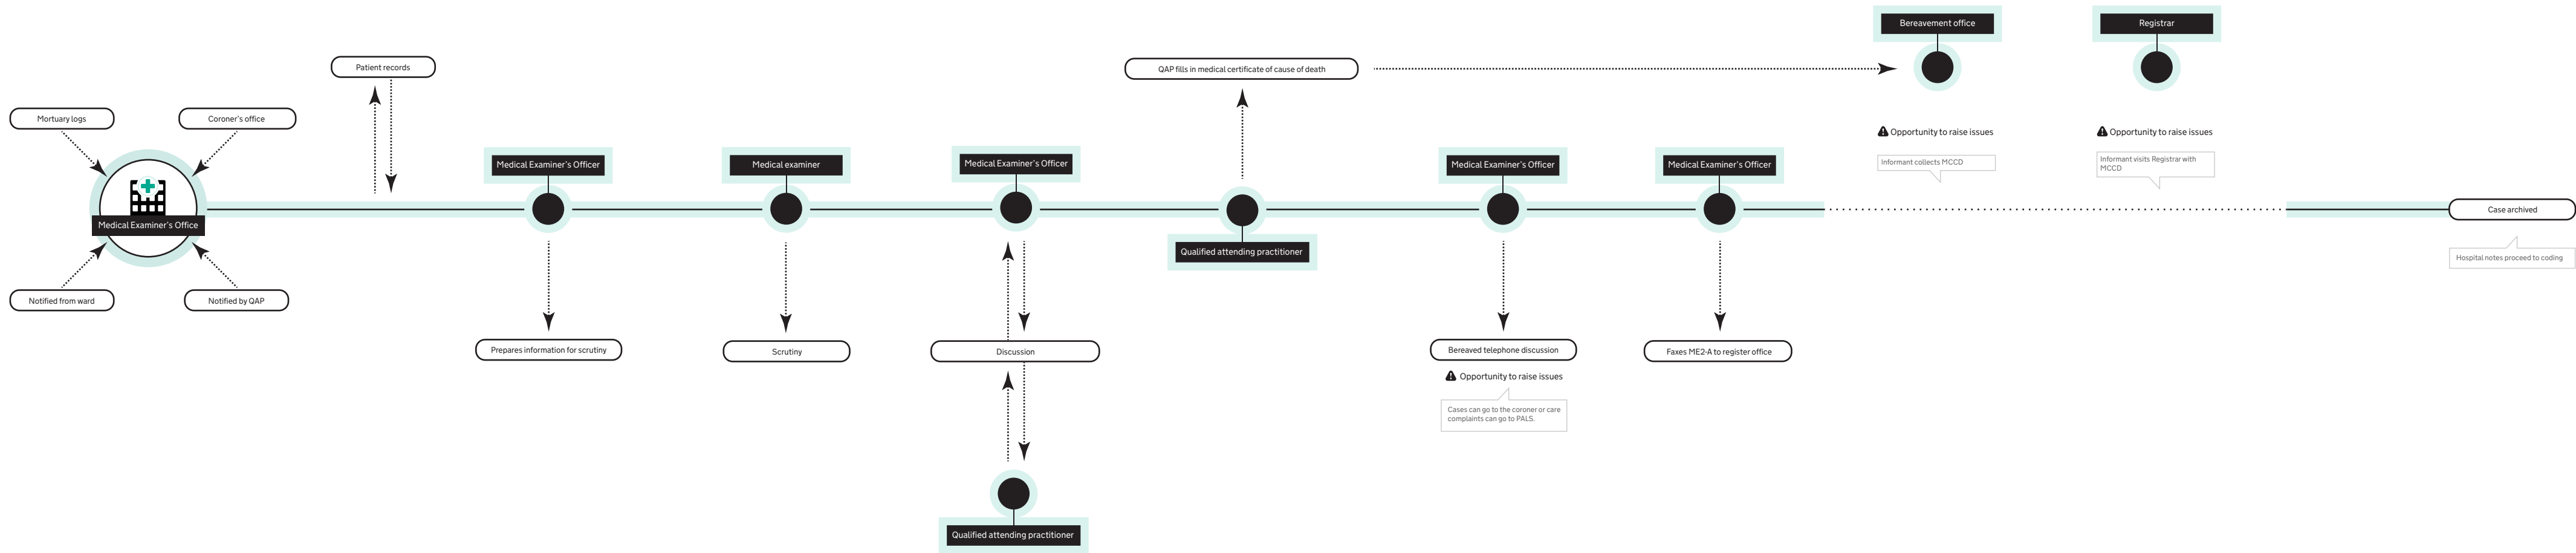 Bereavement office
Registrar
Patient records
QAP fills in medical certificate of cause of death
Mortuary logs
Coroner's office
Opportunity to raise issues
Opportunity to raise issues
Medical Examiner's Officer
Medical examiner
Medical Examiner's Officer
Medical Examiner's Officer
Medical Examiner's Officer
Informant collects MCCD
Informant visits Registrar with
MCCD
Case archived
Medical Examiner's Office
Qualified attending practitioner
Hospital notes proceed to coding
Notified from ward
Notified by QAP
Prepares information for scrutiny
Scrutiny
Discussion
Bereaved telephone discussion
Faxes ME2-A to register office
Opportunity to raise issues
Cases can go to the coroner or care
complaints can go to PALS.
Qualified attending practitioner